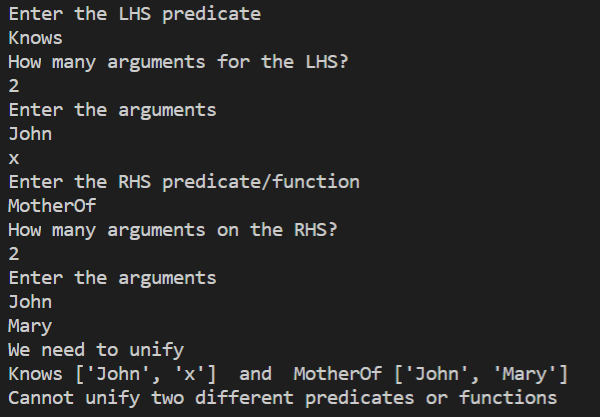 Enter the LHS predicate
Knows
How many arguments for the LHS?
2
Enter the arguments
John
x
Enter the RHS predicate/function
MotherOf
How many arguments on the RHS?
2
Enter the arguments
John
Mary
We need to unify
Knows ['John', 'x']  and  MotherOf ['John', 'Mary']
Cannot unify two different predicates or functions